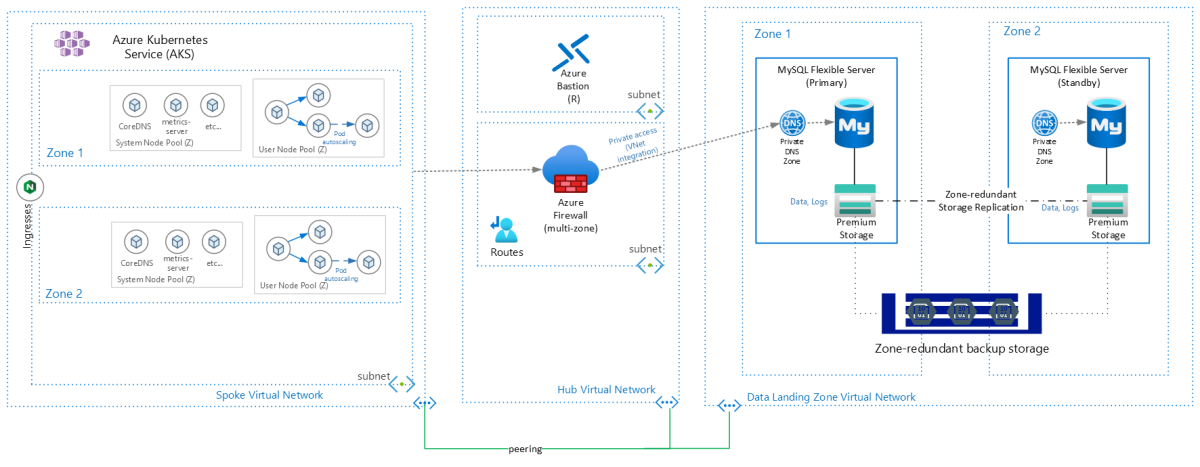 Azure Kubernetes
Service (AKS)
CoreDNS
metrics-
server
etc...
System Node Pool (Z)
Pod
autoscaling
User Node Pool (Z)
Zone 1
Ingresses
CoreDNS
metrics-
server
etc...
System Node Pool (Z)
Pod
autoscaling
User Node Pool (Z)
Zone 2
subnet
Spoke Virtual Network
Azure
Bastion
(R)
subnet
Azure
Firewall
(multi-zone)
Routes
subnet
Hub Virtual Network
Private access
(VNet
integration)
Zone 1
MySQL Flexible Server
(Primary)
DNS
My
Private
DNS
Zone
Data, Logs
Premium
Storage
Zone-redundant
Storage Replication
Zone 2
MySQL Flexible Server
(Standby)
DNS
My
Private
DNS
Zone
Data, Logs
Premium
Storage
Zone-redundant backup storage
Data Landing Zone Virtual Network
peering